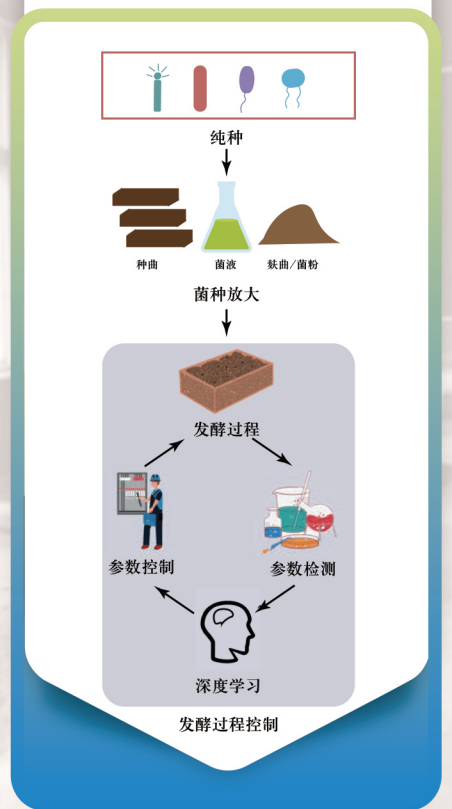 纯种
种曲
菌液
麸曲/菌粉
菌种放大
发酵过程
参数控制
参数检测
深度学习
发酵过程控制